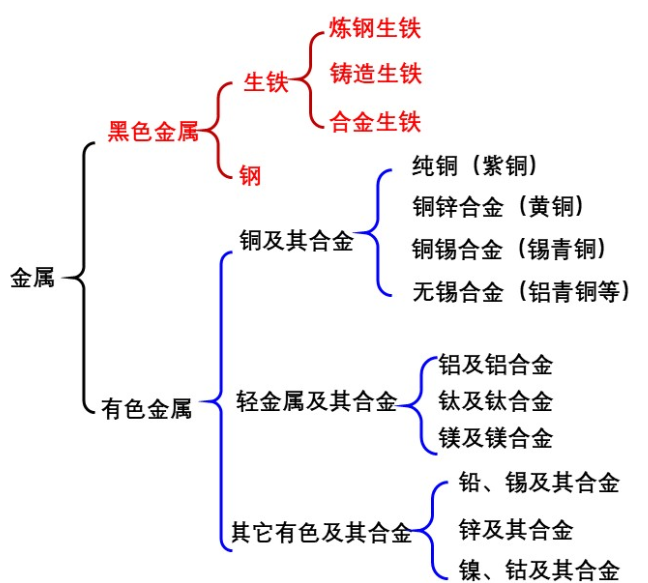 金属
黑色金属
生铁
炼钢生铁
铸造生铁
合金生铁
钢
有色金属
铜及其合金
纯铜（紫铜）
铜锌合金（黄铜）
铜锡合金（锡青铜）
无锡合金（铝青铜等）
轻金属及其合金
铝及铝合金
钛及钛合金
镁及镁合金
其它有色及其合金
铅、锡及其合金
锌及其合金
镍、钴及其合金